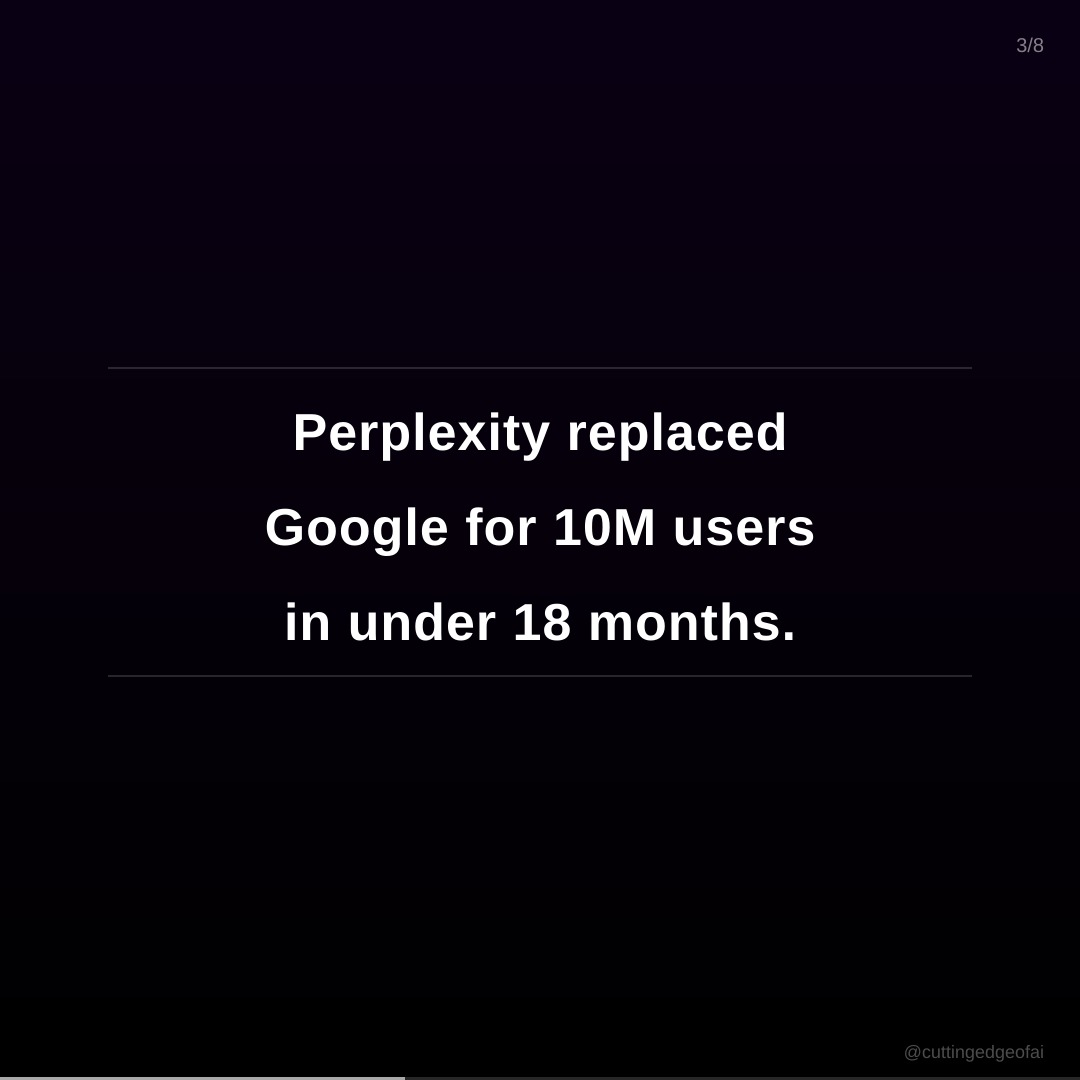 3/8
Perplexity replaced
Google for 10M users
in under 18 months.
@cuttingedgeofai